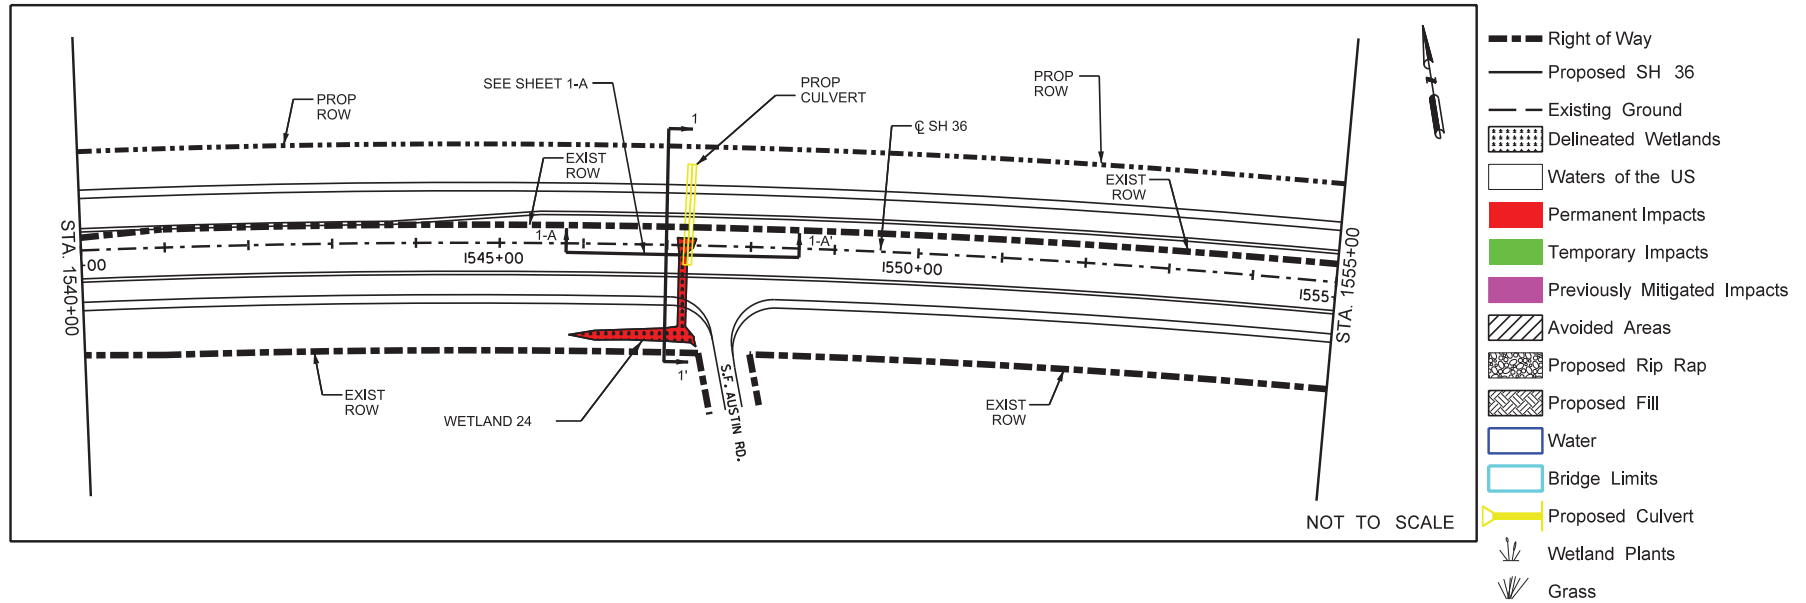 SEE SHEET 1-A
PROP
CULVERT
PROP
ROW
PROP
ROW
1
℄ SH 36
EXIST
ROW
EXIST
ROW
STA. 1540+00
+00
1-A
1-A'
1545+00
1550+00
1555
STA. 1555+00
1'
S.F. AUSTIN RD.
EXIST
ROW
WETLAND 24
EXIST
ROW
NOT TO SCALE
N
Right of Way
Proposed SH 36
Existing Ground
Delineated Wetlands
Waters of the US
Permanent Impacts
Temporary Impacts
Previously Mitigated Impacts
Avoided Areas
Proposed Rip Rap
Proposed Fill
Water
Bridge Limits
Proposed Culvert
Wetland Plants
Grass